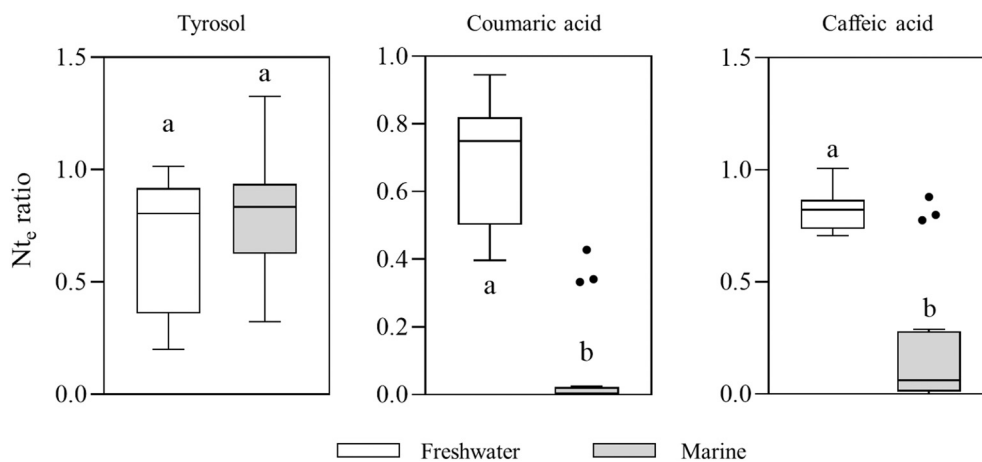 Tyrosol
Coumaric acid
Caffeic acid
Ntₑ ratio
1.5
1.0
0.5
0.0
a
a
1.0
0.8
0.6
0.4
0.2
0.0
a
b
1.5
1.0
0.5
0.0
a
b
Freshwater
Marine